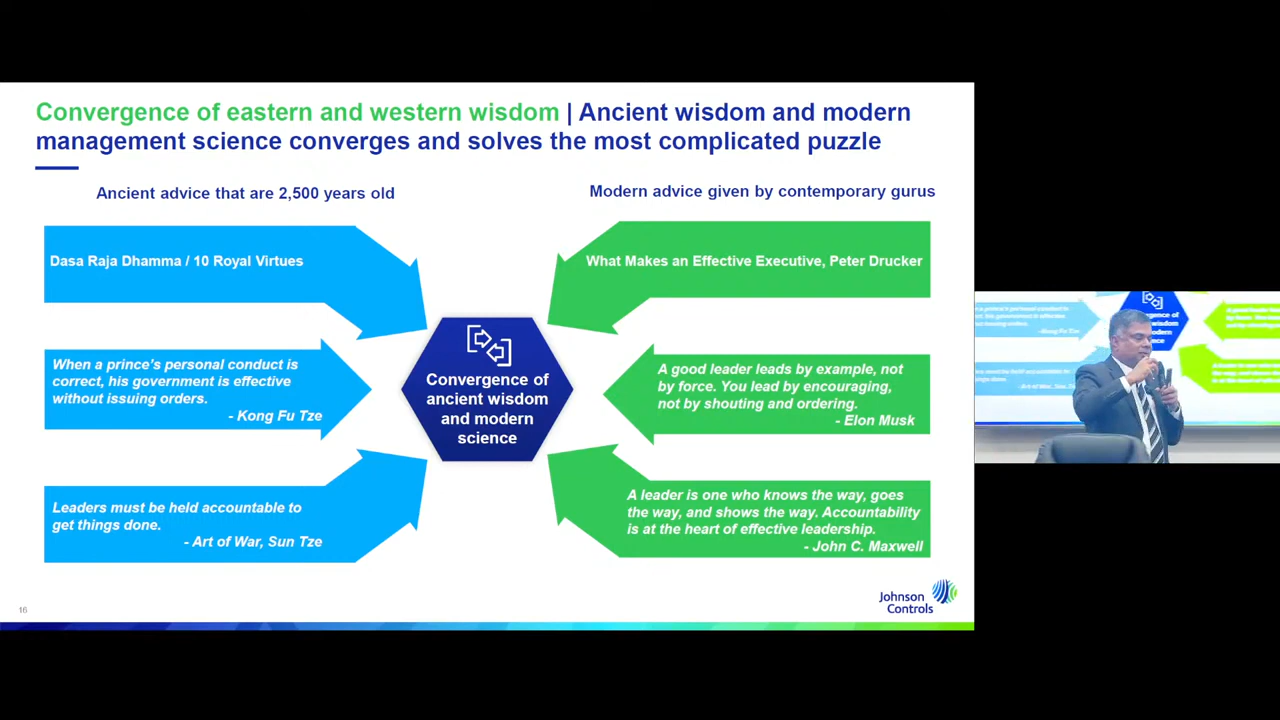 Convergence of eastern and western wisdom | Ancient wisdom and modern
management science converges and solves the most complicated puzzle
Ancient advice that are 2,500 years old
Modern advice given by contemporary gurus
Dasa Raja Dhamma / 10 Royal Virtues
What Makes an Effective Executive, Peter Drucker
When a prince's personal conduct is
correct, his government is effective
without issuing orders.
- Kong Fu Tze
Convergence of
ancient wisdom
and modern
science
A good leader leads by example, not
by force. You lead by encouraging,
not by shouting and ordering.
- Elon Musk
Leaders must be held accountable to
get things done.
- Art of War, Sun Tze
A leader is one who knows the way, goes
the way, and shows the way. Accountability
is at the heart of effective leadership.
- John C. Maxwell
16
Johnson
Controls